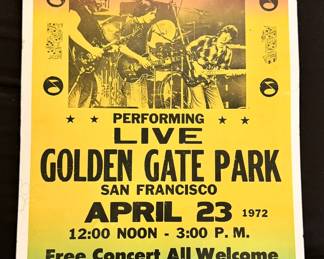 ★ ★ PERFORMING ★ ★
LIVE
GOLDEN GATE PARK
SAN FRANCISCO
APRIL 23 1972
12:00 NOON - 3:00 P. M.
Free Concert All Welcome